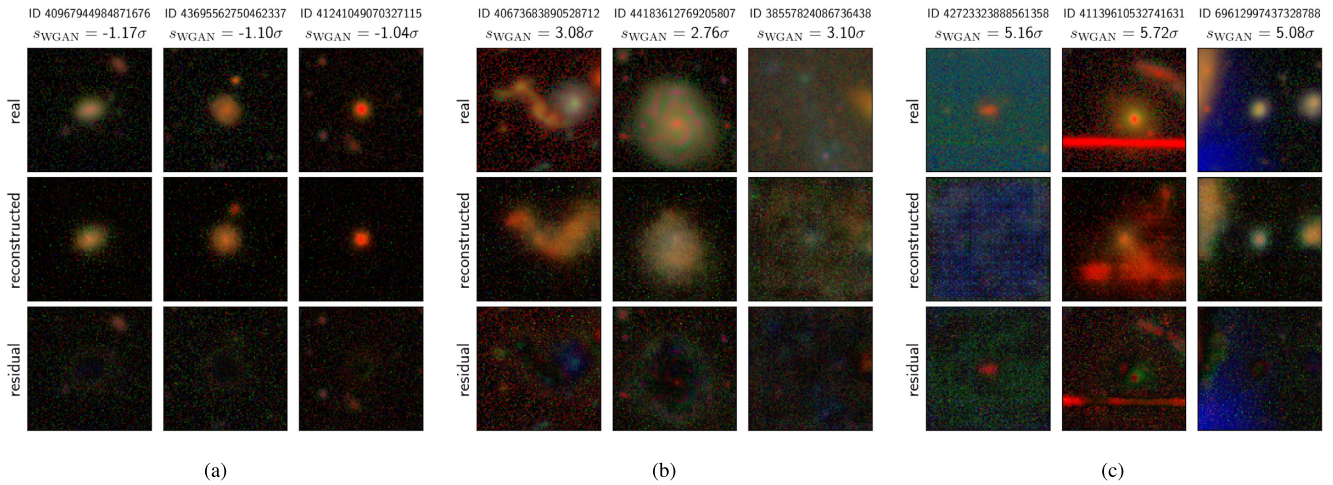 ID 40967944984871676 ID 43695562750462337 ID 41241049070327115 ID 40673683890528712 ID 44183612769205807 ID 38557824086736438 ID 42723323888561358 ID 41139610532741631 ID 69612997437328788
s_WGAN = -1.17σ s_WGAN = -1.10σ s_WGAN = -1.04σ s_WGAN = 3.08σ s_WGAN = 2.76σ s_WGAN = 3.10σ s_WGAN = 5.16σ s_WGAN = 5.72σ s_WGAN = 5.08σ
real real real
reconstructed reconstructed reconstructed
residual residual residual
(a) (b) (c)